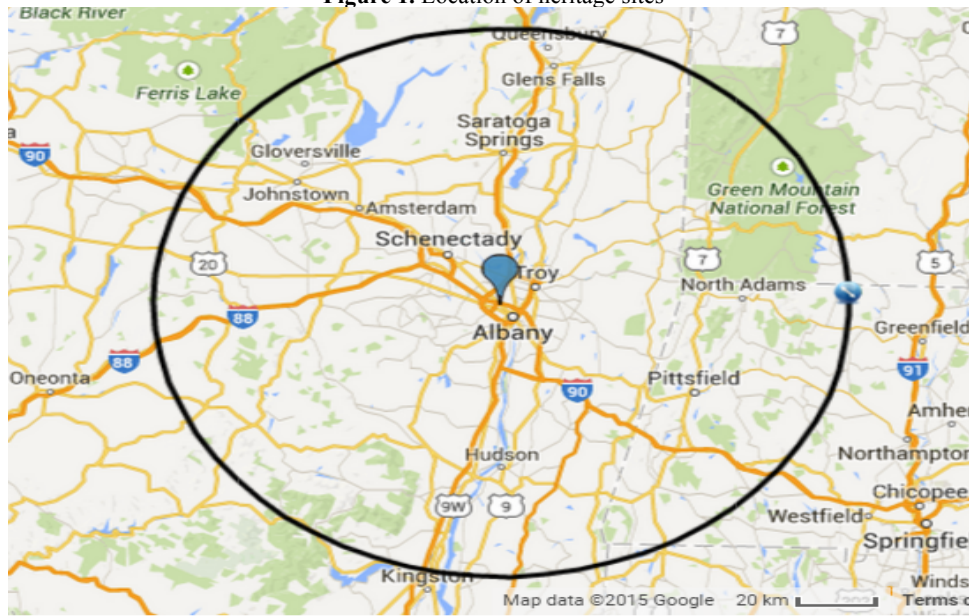 Figure 1. Location of heritage sites
Black River
Queensbury
7
Ferris Lake
Glens Falls
90
Saratoga
Springs
Gloversville
Johnstown
Amsterdam
Green Mountain
National Forest
Schenectady
20
7
5
Troy
North Adams
88
Albany
Greenfield
88
91
Oneonta
90
Pittsfield
Amhe
Hudson
Northampton
9W
9
Chicopee
Westfield
Springfie
Kingston
Winds
Map data ©2015 Google
20 km
Terms